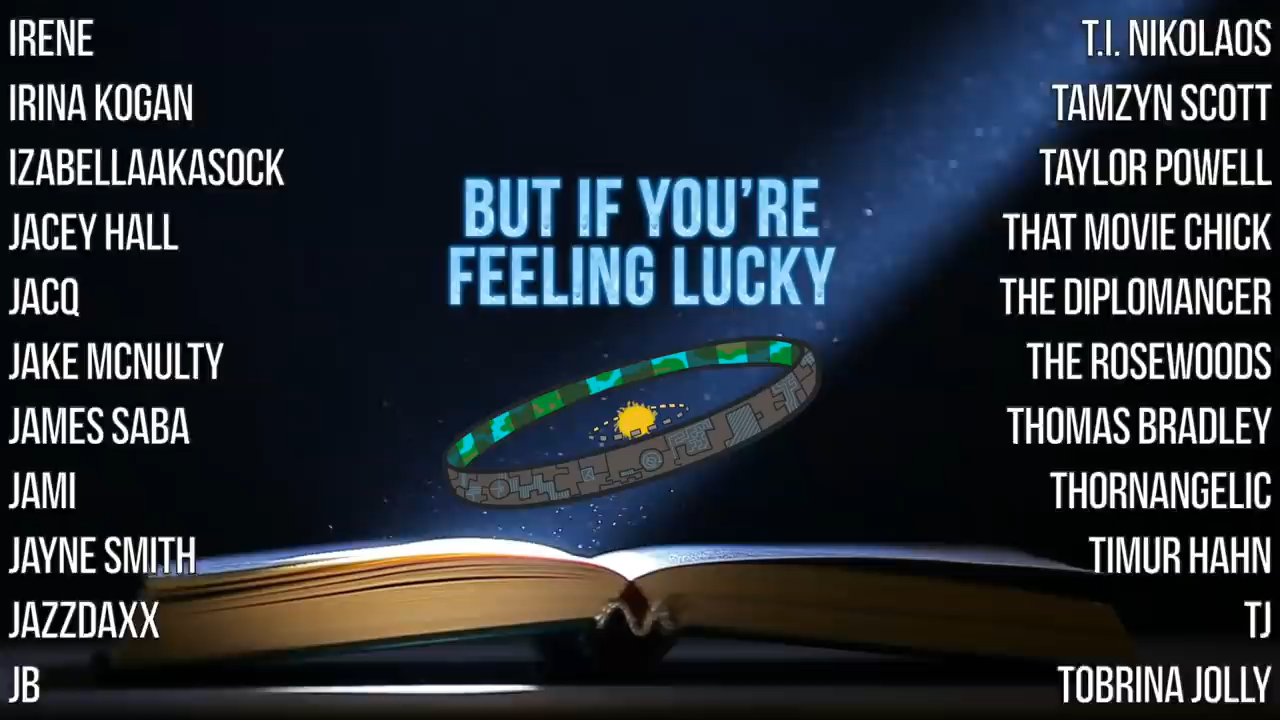 IRENE
IRINA KOGAN
IZABELLAAKASOCK
JACEY HALL
JACQ
JAKE MCNULTY
JAMES SABA
JAMI
JAYNE SMITH
JAZZDAXX
JB
BUT IF YOU'RE
FEELING LUCKY
T.I. NIKOLAOS
TAMZYN SCOTT
TAYLOR POWELL
THAT MOVIE CHICK
THE DIPLOMANCER
THE ROSEWOODS
THOMAS BRADLEY
THORNANGELIC
TIMUR HAHN
TJ
TOBRINA JOLLY